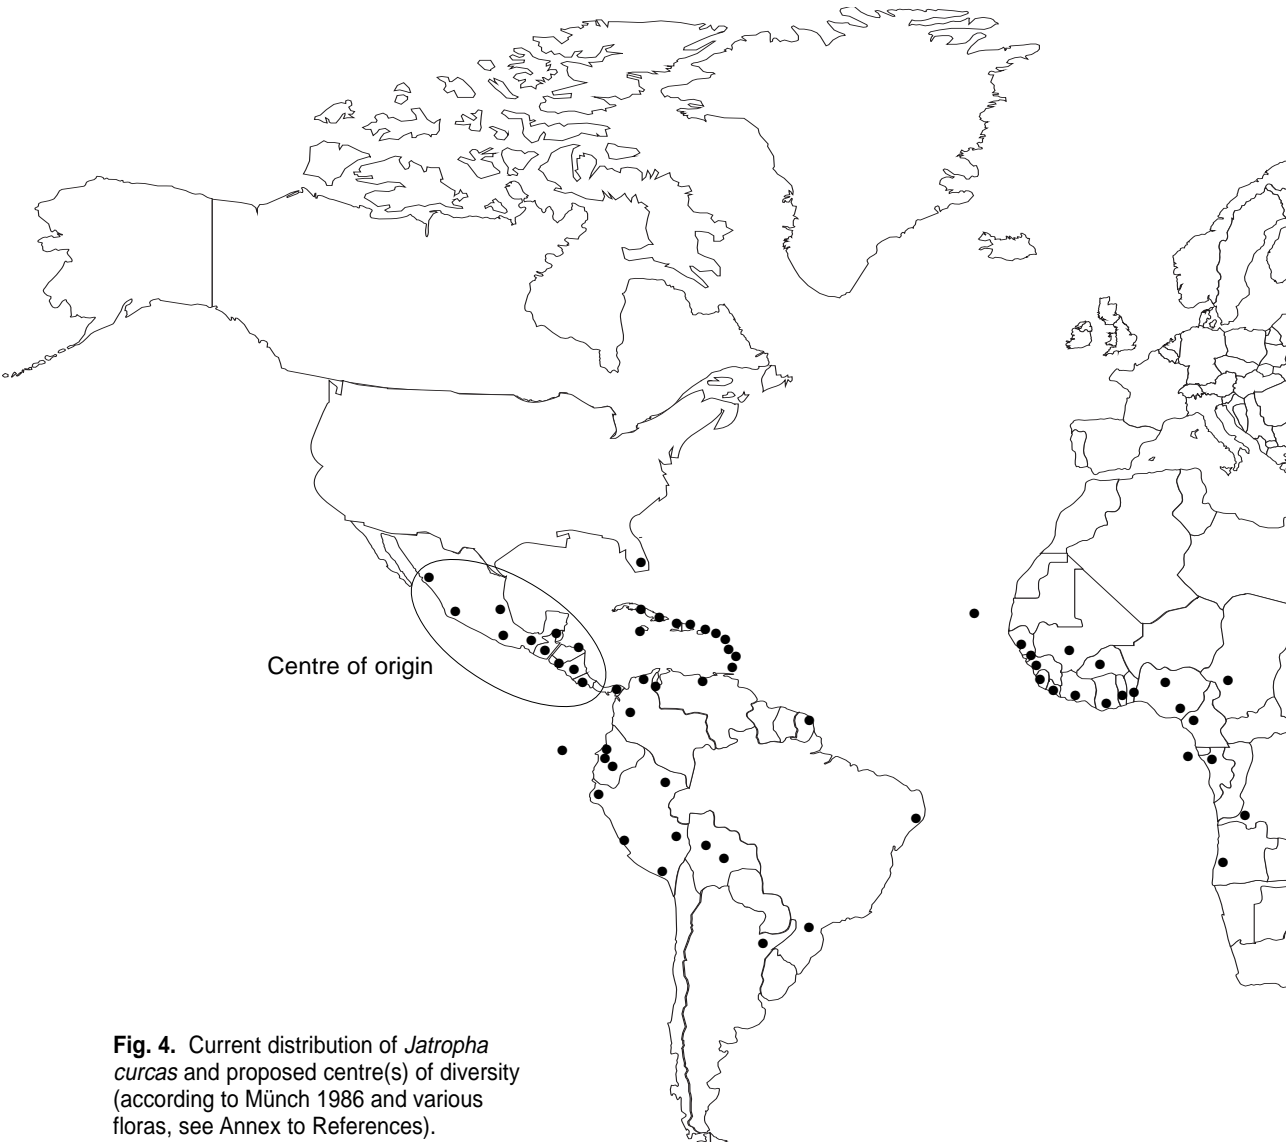 Centre of origin
Fig. 4. Current distribution of Jatropha
curcas and proposed centre(s) of diversity
(according to Münch 1986 and various
floras, see Annex to References).